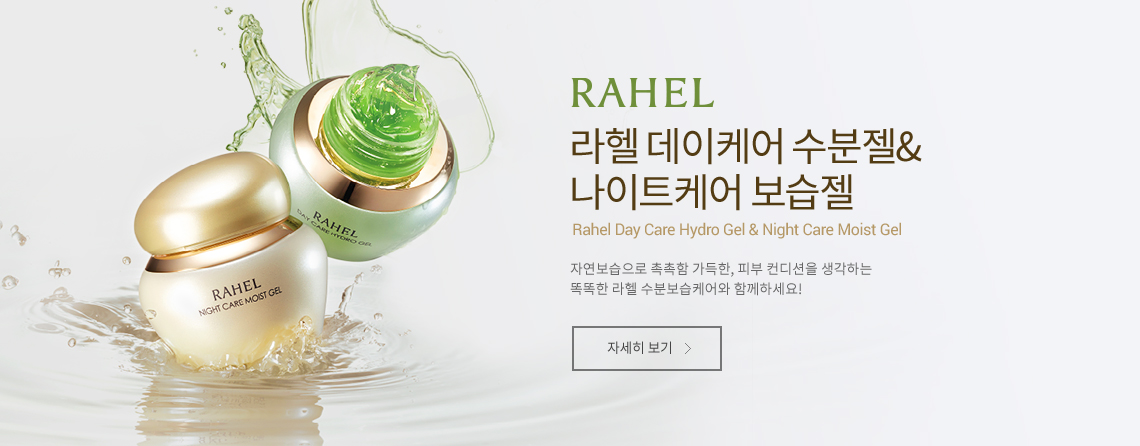 RAHEL
라헬 데이케어 수분젤&
나이트케어 보습젤
Rahel Day Care Hydro Gel & Night Care Moist Gel
자연보습으로 촉촉함 가득한, 피부 컨디션을 생각하는
똑똑한 라헬 수분보습케어와 함께하세요!
자세히 보기
RAHEL
DAY CARE HYDRO GEL
RAHEL
NIGHT CARE MOIST GEL